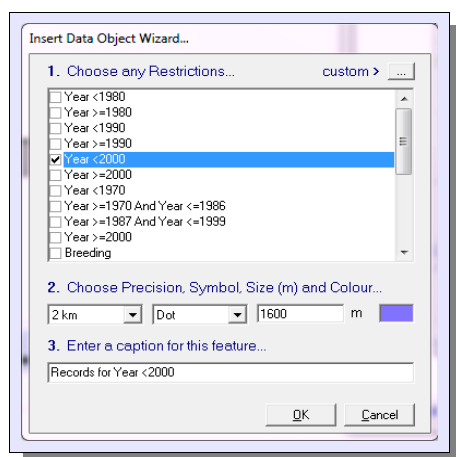 Insert Data Object Wizard...
1. Choose any Restrictions... custom > ...
Year <1980
Year >=1980
Year <1990
Year >=1990
Year <2000
Year >=2000
Year <1970
Year >=1970 And Year <=1986
Year >=1987 And Year <=1999
Year >=2000
Breeding
2. Choose Precision, Symbol, Size (m) and Colour...
2 km Dot 1600 m
3. Enter a caption for this feature...
Records for Year <2000
OK Cancel